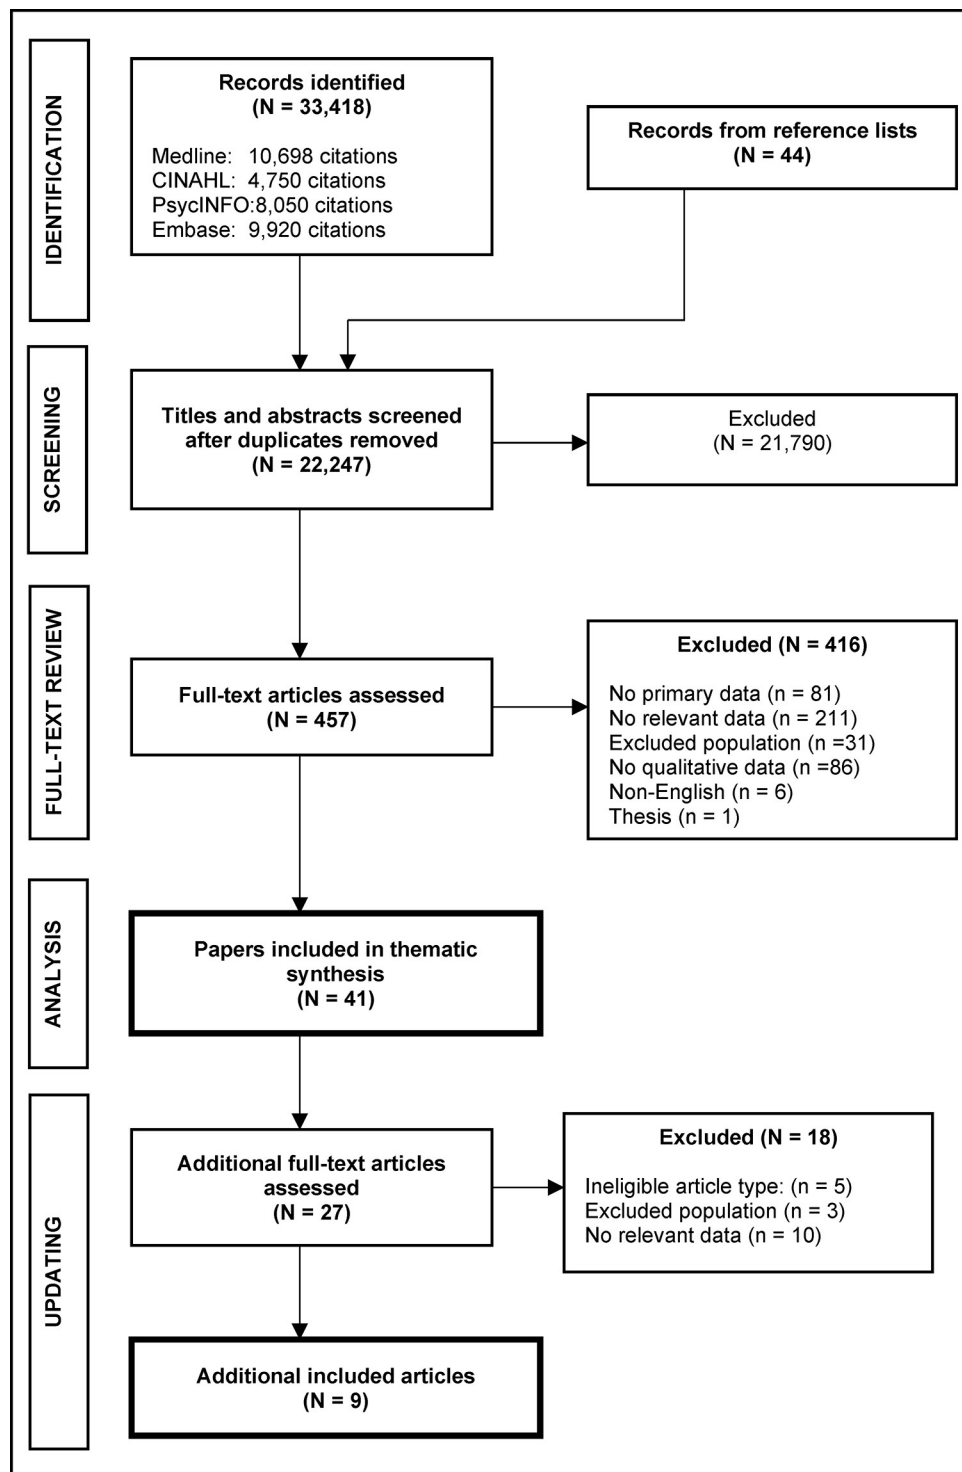 IDENTIFICATION
Records identified
(N = 33,418)
Medline: 10,698 citations
CINAHL: 4,750 citations
PsycINFO:8,050 citations
Embase: 9,920 citations
Records from reference lists
(N = 44)
SCREENING
Titles and abstracts screened
after duplicates removed
(N = 22,247)
Excluded
(N = 21,790)
FULL-TEXT REVIEW
Full-text articles assessed
(N = 457)
Excluded (N = 416)
No primary data (n = 81)
No relevant data (n = 211)
Excluded population (n =31)
No qualitative data (n =86)
Non-English (n = 6)
Thesis (n = 1)
ANALYSIS
Papers included in thematic
synthesis
(N = 41)
UPDATING
Additional full-text articles
assessed
(N = 27)
Excluded (N = 18)
Ineligible article type: (n = 5)
Excluded population (n = 3)
No relevant data (n = 10)
Additional included articles
(N = 9)